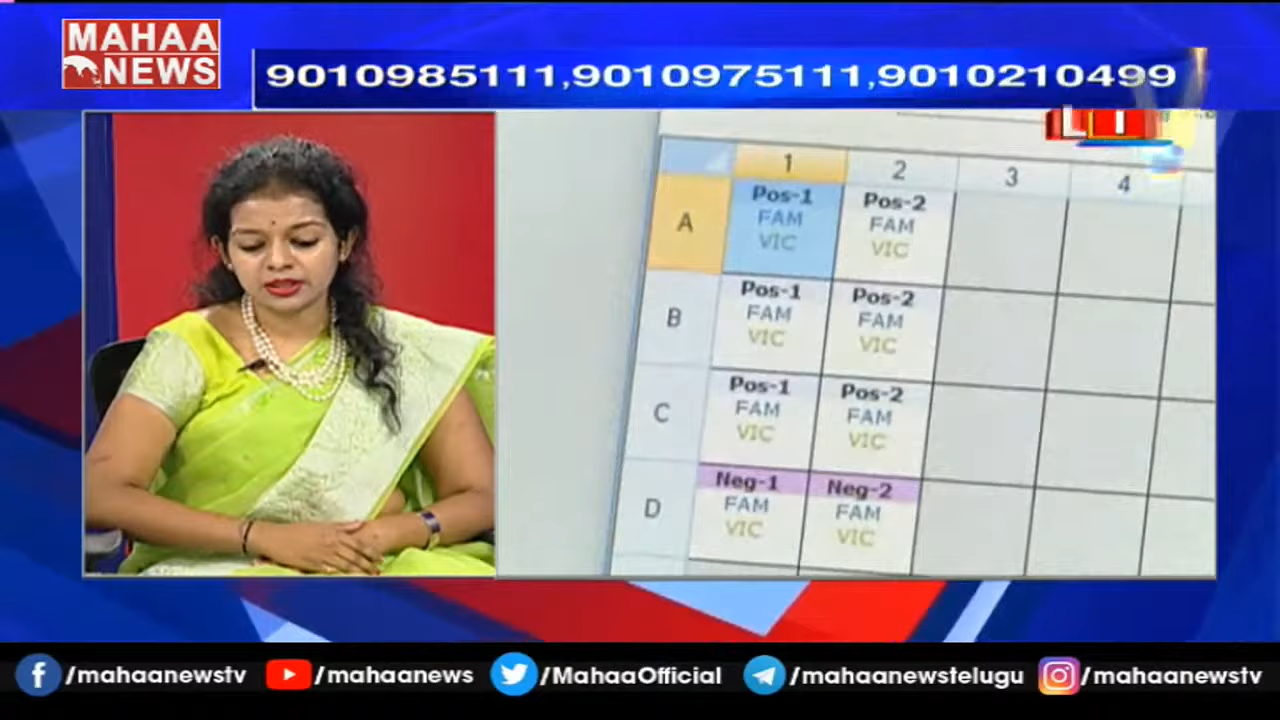 MAHAA
NEWS
9010985111,9010975111,9010210499
1 2 3 4
A
Pos-1
FAM
VIC
Pos-2
FAM
VIC
B
Pos-1
FAM
VIC
Pos-2
FAM
VIC
C
Pos-1
FAM
VIC
Pos-2
FAM
VIC
D
Neg-1
FAM
VIC
Neg-2
FAM
VIC
/mahaanewstv /mahaanews /MahaaOfficial /mahaanewstelugu /mahaanewstv